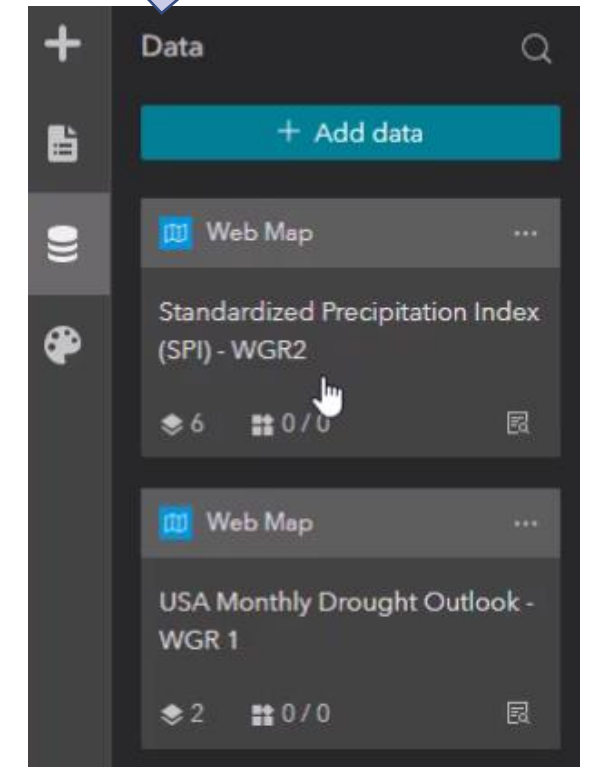 Data
+ Add data
Web Map ...
Standardized Precipitation Index
(SPI) - WGR2
6 0 / 0
Web Map ...
USA Monthly Drought Outlook -
WGR 1
2 0 / 0